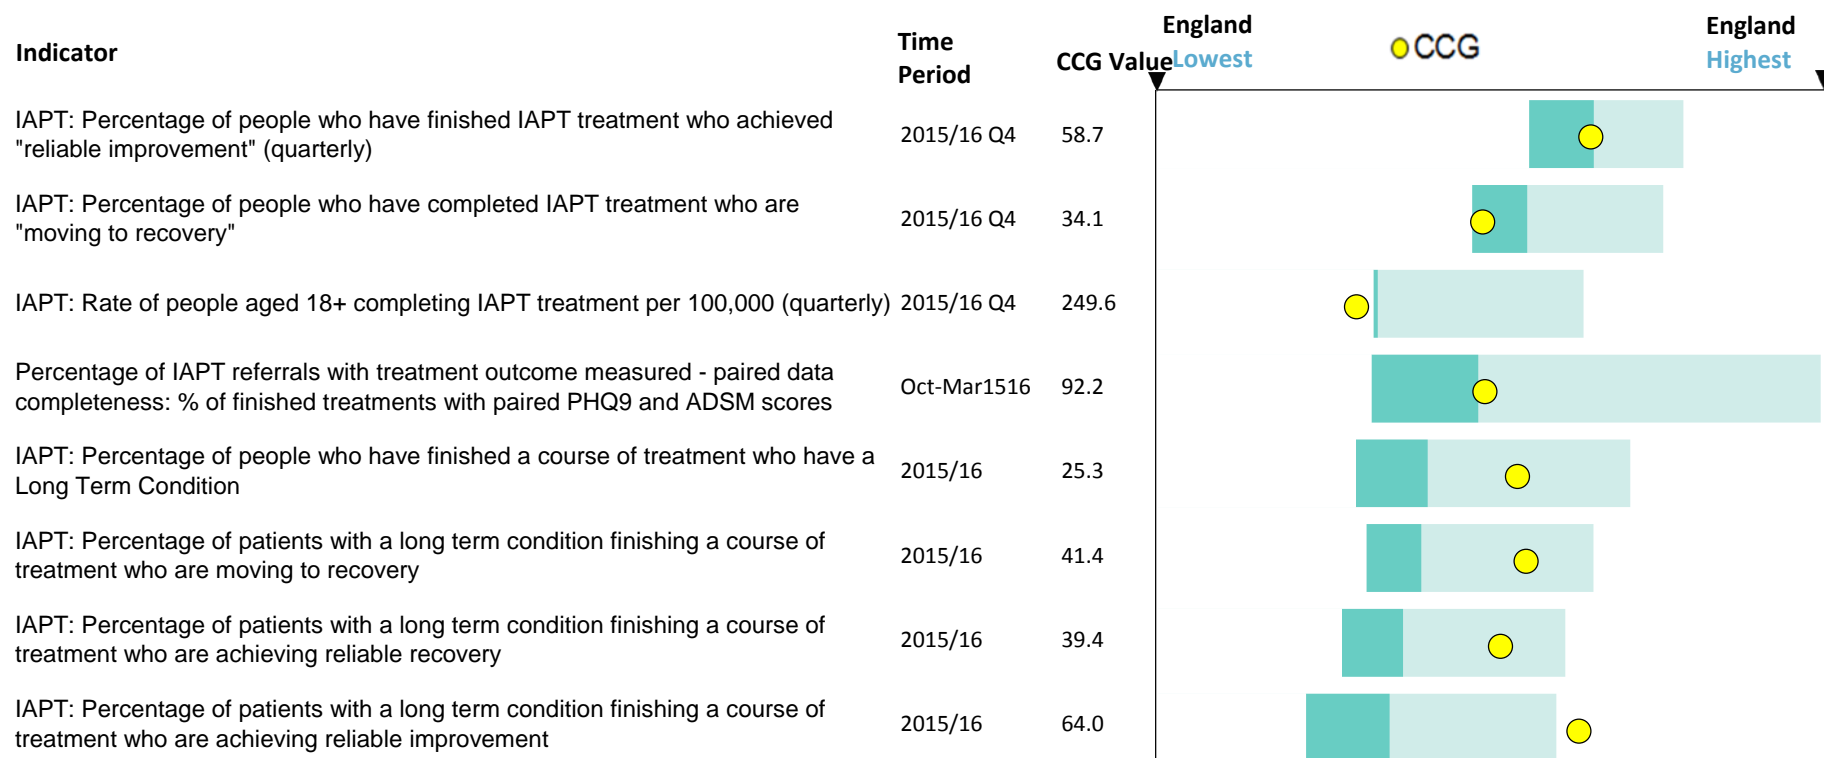 Indicator
Time
Period
CCG Value
England
Lowest
CCG
England
Highest
IAPT: Percentage of people who have finished IAPT treatment who achieved
"reliable improvement" (quarterly)
2015/16 Q4
58.7
IAPT: Percentage of people who have completed IAPT treatment who are
"moving to recovery"
2015/16 Q4
34.1
IAPT: Rate of people aged 18+ completing IAPT treatment per 100,000 (quarterly)
2015/16 Q4
249.6
Percentage of IAPT referrals with treatment outcome measured - paired data
completeness: % of finished treatments with paired PHQ9 and ADSM scores
Oct-Mar1516
92.2
IAPT: Percentage of people who have finished a course of treatment who have a
Long Term Condition
2015/16
25.3
IAPT: Percentage of patients with a long term condition finishing a course of
treatment who are moving to recovery
2015/16
41.4
IAPT: Percentage of patients with a long term condition finishing a course of
treatment who are achieving reliable recovery
2015/16
39.4
IAPT: Percentage of patients with a long term condition finishing a course of
treatment who are achieving reliable improvement
2015/16
64.0